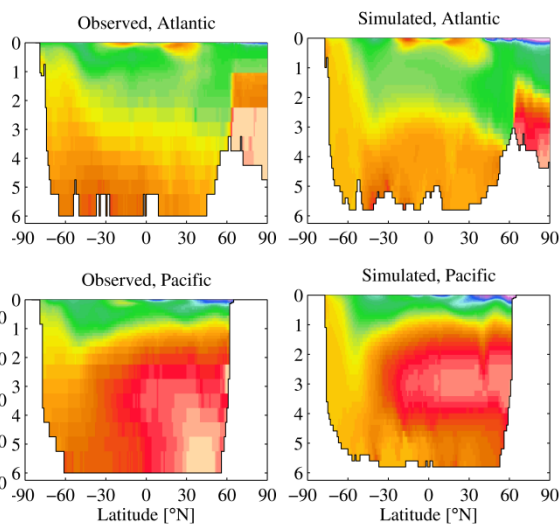 Observed, Atlantic
Simulated, Atlantic
0
1
2
3
4
5
6
-90 −60 −30 0 30 60 90
0
1
2
3
4
5
6
−90 −60 −30 0 30 60 90
Observed, Pacific
Simulated, Pacific
0
1
2
3
4
5
6
-90 −60 −30 0 30 60 90
Latitude [°N]
0
1
2
3
4
5
6
−90 −60 −30 0 30 60 90
Latitude [°N]